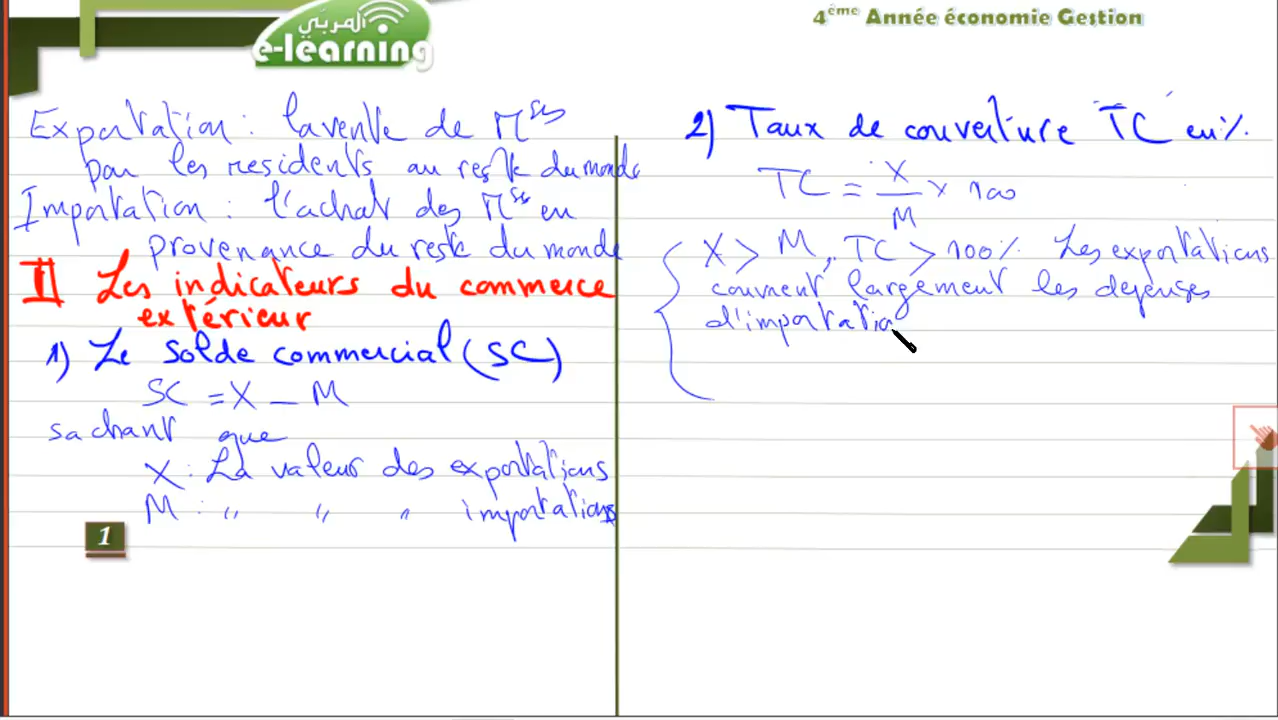 المربي
e-learning
4ème Année économie Gestion
Exportation : la vente de Mses
par les residents au reste du monde
Importation : l'achat des Mses en
provenance du reste du monde
II Les indicateurs du commerce
extérieur
1) Le solde commercial (SC)
SC = X - M
sachant que
X : La valeur des exportations
M : " " " importations
1
2) Taux de couverture TC en %.
TC = X/M x 100
X > M, TC > 100% Les exportations
couvrent largement les depenses
d'importatio